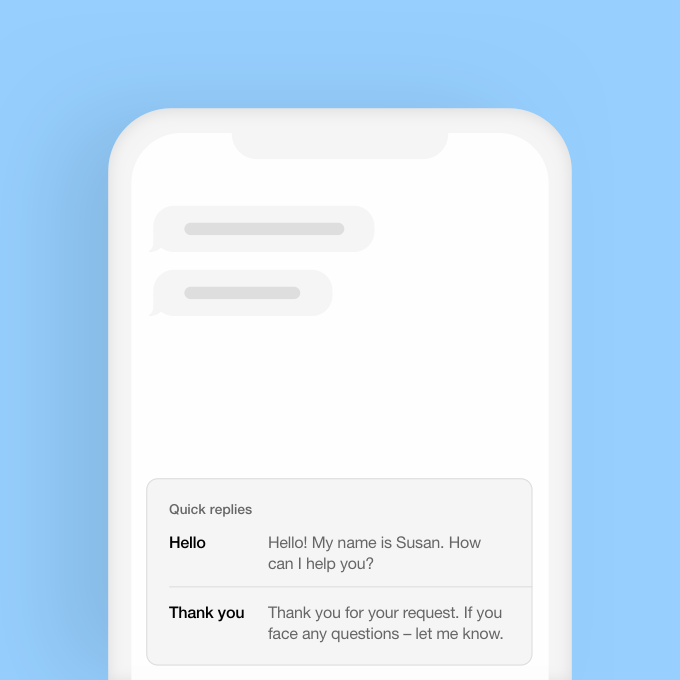 Quick replies
Hello
Hello! My name is Susan. How
can I help you?
Thank you
Thank you for your request. If you
face any questions – let me know.